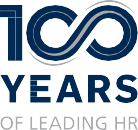 100
YEARS
OF LEADING HR